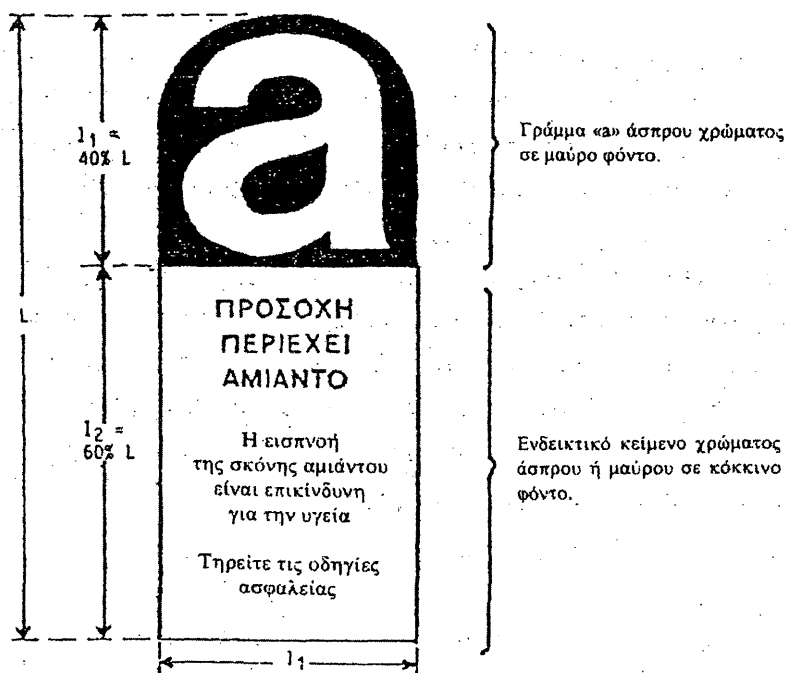 a
l₁ =
40% L
Γράμμα «a» άσπρου χρώματος
σε μαύρο φόντο.
L
l₂ =
60% L
ΠΡΟΣΟΧΗ
ΠΕΡΙΕΧΕΙ
ΑΜΙΑΝΤΟ
Η εισπνοή
της σκόνης αμιάντου
είναι επικίνδυνη
για την υγεία
Τηρείτε τις οδηγίες
ασφαλείας
Ενδεικτικό κείμενο χρώματος
άσπρου ή μαύρου σε κόκκινο
φόντο.
l₁